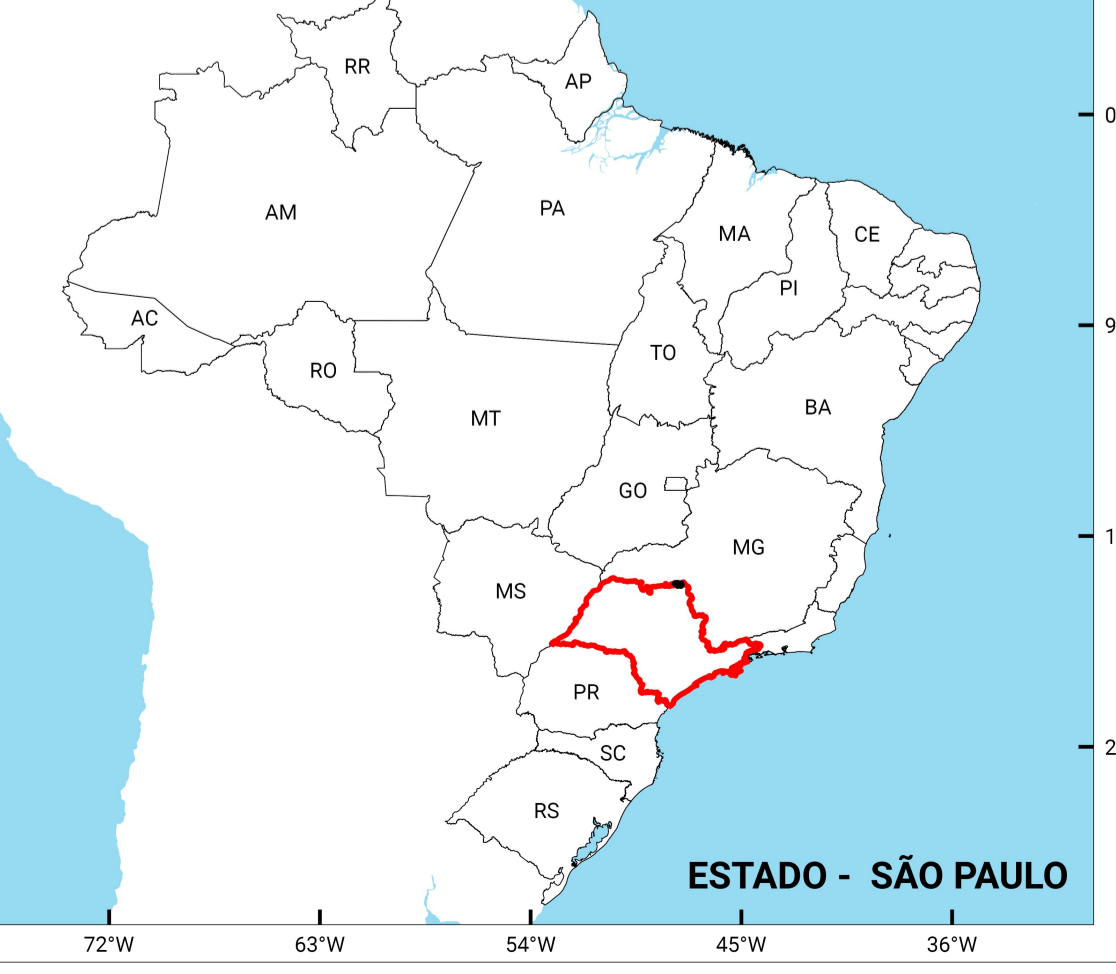 RR
AP
0
AM
PA
MA
CE
PI
AC
9
TO
RO
BA
MT
GO
1
MG
MS
PR
2
SC
RS
ESTADO - SÃO PAULO
72°W 63°W 54°W 45°W 36°W